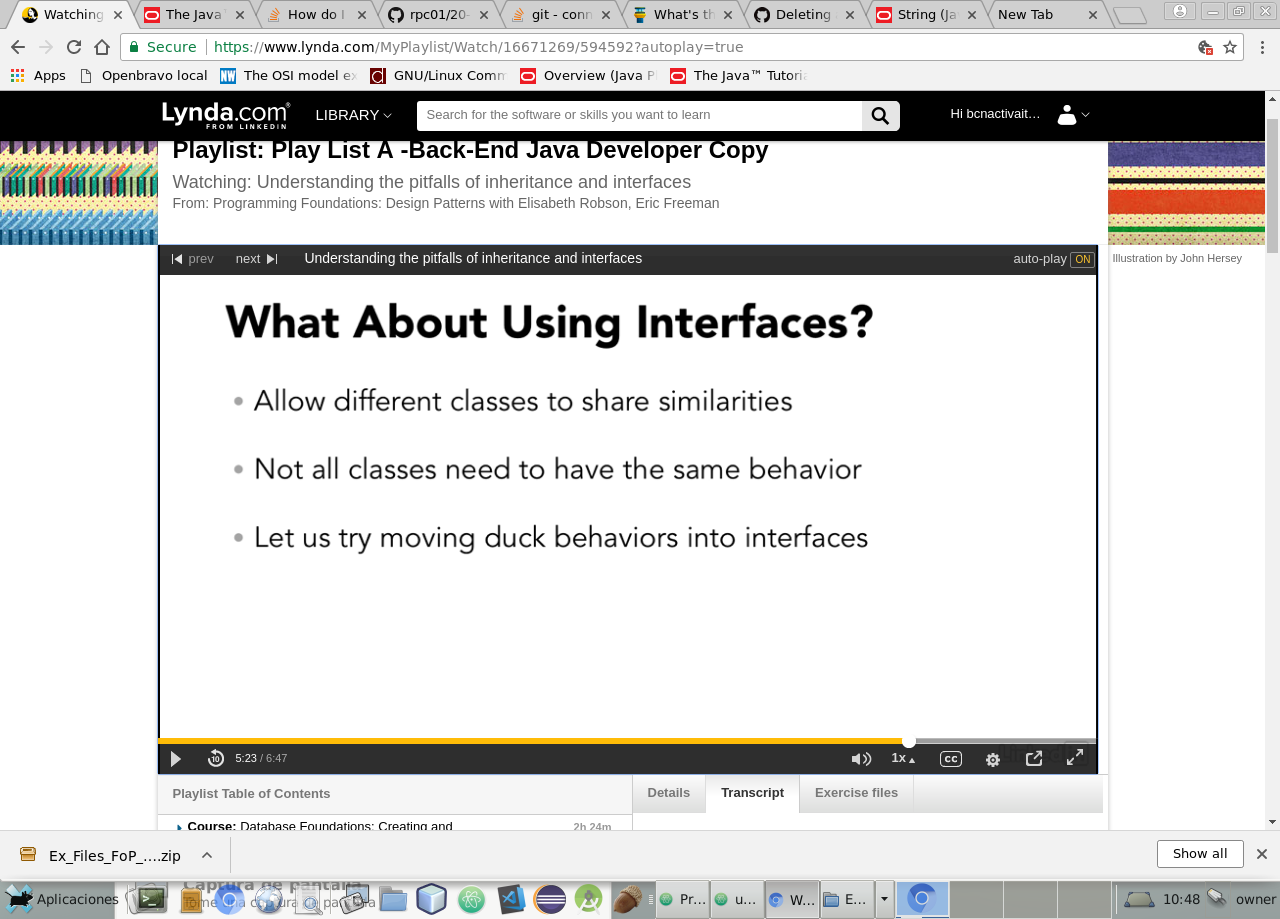 Watching
The Java
How do I
rpc01/20-
git - conn
What's th
Deleting
String (Ja
New Tab
Secure https://www.lynda.com/MyPlaylist/Watch/16671269/594592?autoplay=true
Apps
Openbravo local
The OSI model ex
GNU/Linux Comm
Overview (Java P
The Java™ Tutoria
Lynda.com®
FROM LINKEDIN
LIBRARY
Search for the software or skills you want to learn
Hi bcnactivait…
Playlist: Play List A -Back-End Java Developer Copy
Watching: Understanding the pitfalls of inheritance and interfaces
From: Programming Foundations: Design Patterns with Elisabeth Robson, Eric Freeman
prev next Understanding the pitfalls of inheritance and interfaces auto-play ON
Illustration by John Hersey
What About Using Interfaces?
• Allow different classes to share similarities
• Not all classes need to have the same behavior
• Let us try moving duck behaviors into interfaces
10 5:23 / 6:47 1x cc
Playlist Table of Contents
Details Transcript Exercise files
Course: Database Foundations: Creating and 2h 24m
Ex_Files_FoP_....zip
Show all
Captura de pantalla
Tome una captura de pantalla
Aplicaciones
Pr...
u...
W...
E...
10:48
owner